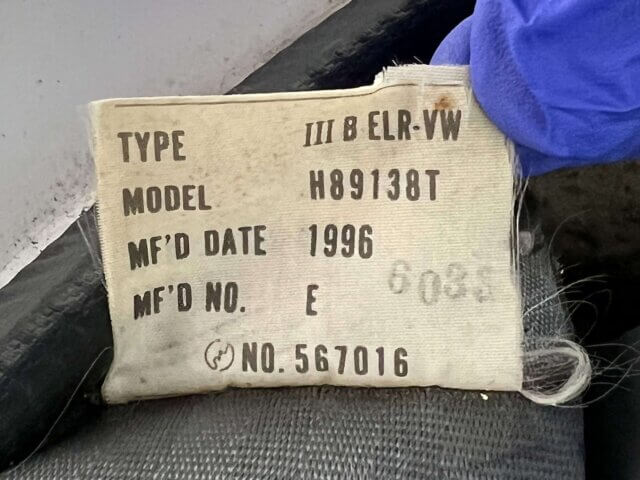 TYPE III B ELR-VW
MODEL H89138T
MF'D DATE 1996
MF'D NO. E 6035
NO. 567016